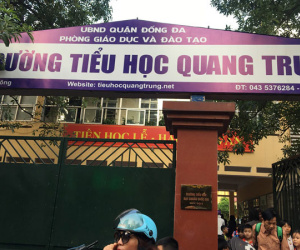 UBND QUẬN ĐỐNG ĐA
PHÒNG GIÁO DỤC VÀ ĐÀO TẠO
ƯỜNG TIỂU HỌC QUANG TRU
Website: tieuhocquangtrung.net
ĐT: 043 5376284 -
TIÊN HỌC LỄ - H